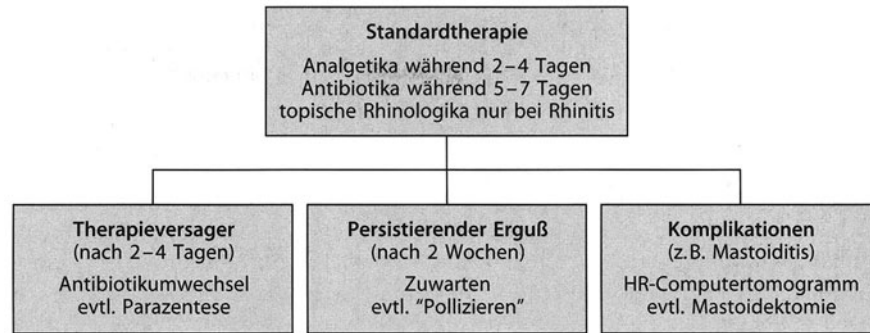 Standardtherapie
Analgetika während 2–4 Tagen
Antibiotika während 5–7 Tagen
topische Rhinologika nur bei Rhinitis
Therapieversager
(nach 2–4 Tagen)
Antibiotikumwechsel
evtl. Parazentese
Persistierender Erguß
(nach 2 Wochen)
Zuwarten
evtl. "Pollizieren"
Komplikationen
(z.B. Mastoiditis)
HR-Computertomogramm
evtl. Mastoidektomie